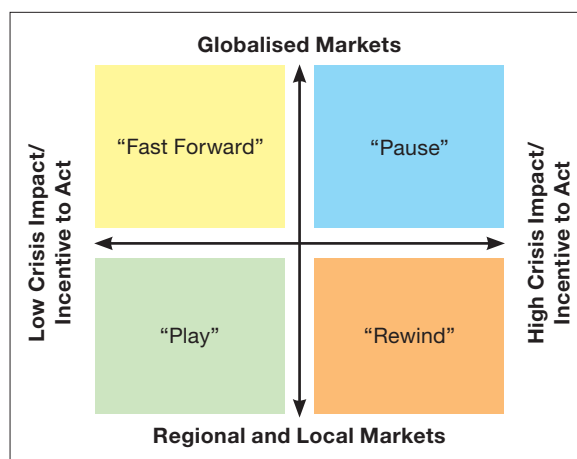 Globalised Markets
Low Crisis Impact/
Incentive to Act
“Fast Forward”
“Pause”
High Crisis Impact/
Incentive to Act
“Play”
“Rewind”
Regional and Local Markets